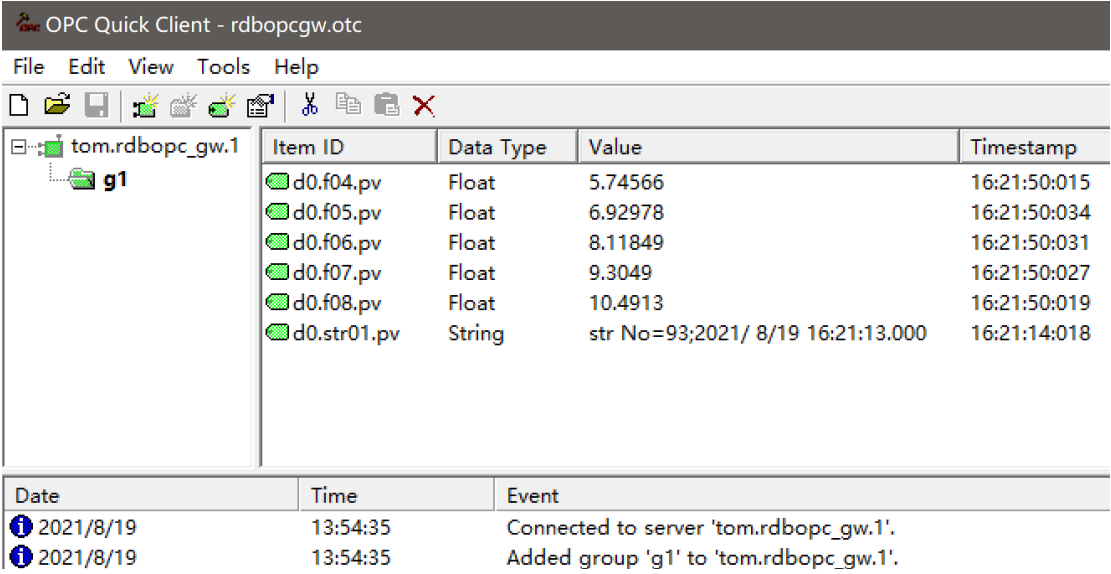 OPC Quick Client - rdbopcgw.otc
File Edit View Tools Help
tom.rdbopc_gw.1
g1
Item ID Data Type Value Timestamp
d0.f04.pv Float 5.74566 16:21:50:015
d0.f05.pv Float 6.92978 16:21:50:034
d0.f06.pv Float 8.11849 16:21:50:031
d0.f07.pv Float 9.3049 16:21:50:027
d0.f08.pv Float 10.4913 16:21:50:019
d0.str01.pv String str No=93;2021/ 8/19 16:21:13.000 16:21:14:018
Date Time Event
2021/8/19 13:54:35 Connected to server 'tom.rdbopc_gw.1'.
2021/8/19 13:54:35 Added group 'g1' to 'tom.rdbopc_gw.1'.